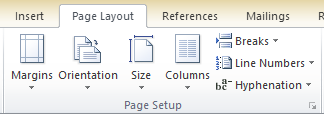 Insert Page Layout References Mailings R
Margins Orientation Size Columns
Breaks
Line Numbers
Hyphenation
Page Setup